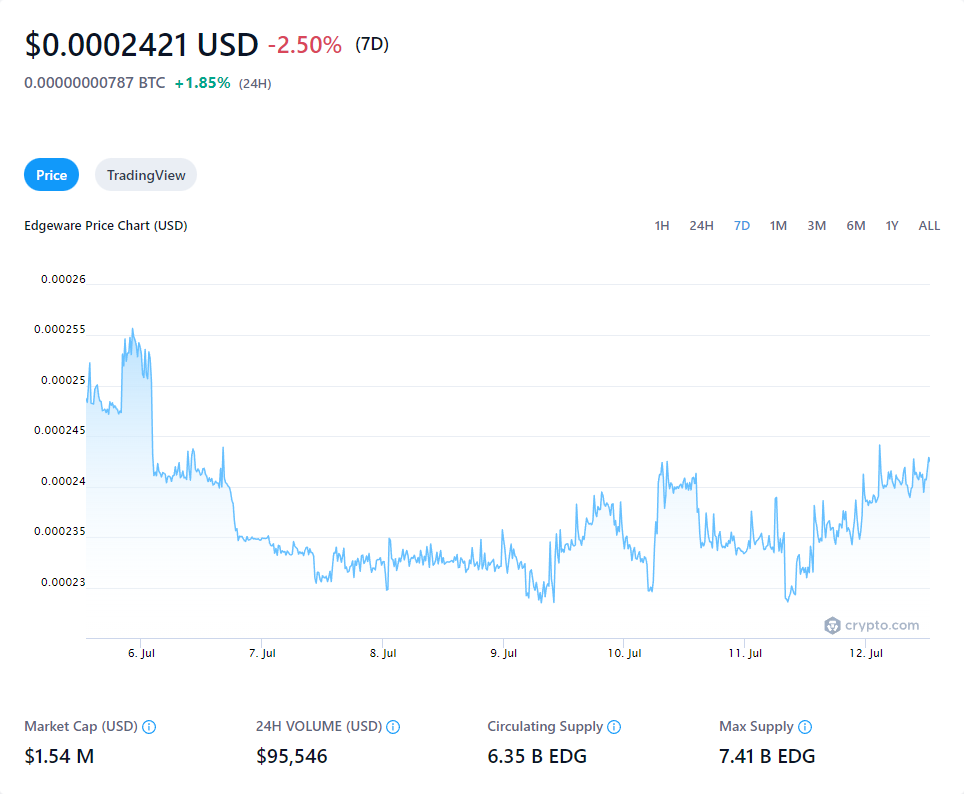 $0.0002421 USD -2.50% (7D)
0.00000000787 BTC +1.85% (24H)
Price TradingView
Edgeware Price Chart (USD) 1H 24H 7D 1M 3M 6M 1Y ALL
0.00026
0.000255
0.00025
0.000245
0.00024
0.000235
0.00023
crypto.com
6. Jul 7. Jul 8. Jul 9. Jul 10. Jul 11. Jul 12. Jul
Market Cap (USD) 24H VOLUME (USD) Circulating Supply Max Supply
$1.54 M $95,546 6.35 B EDG 7.41 B EDG